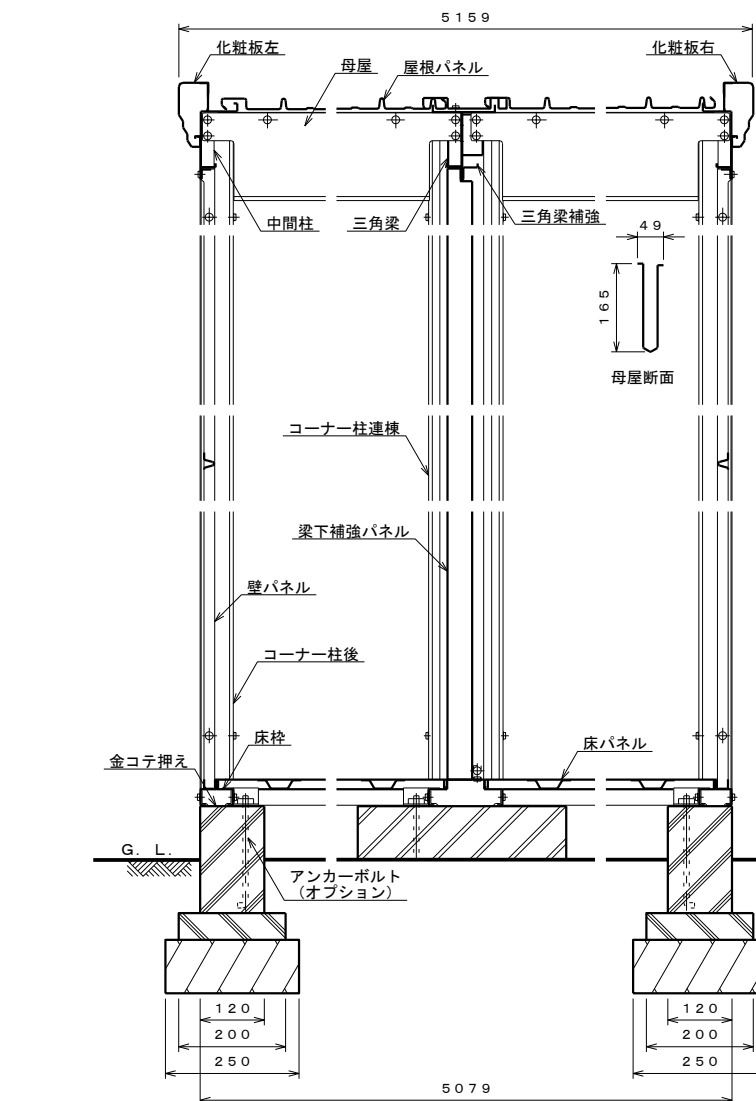 5159
化粧板左
化粧板右
母屋
屋根パネル
中間柱
三角梁
三角梁補強
49
165
母屋断面
コーナー柱連棟
梁下補強パネル
壁パネル
コーナー柱後
床枠
床パネル
金コテ押え
G. L.
アンカーボルト
(オプション)
120
120
200
200
250
250
5079